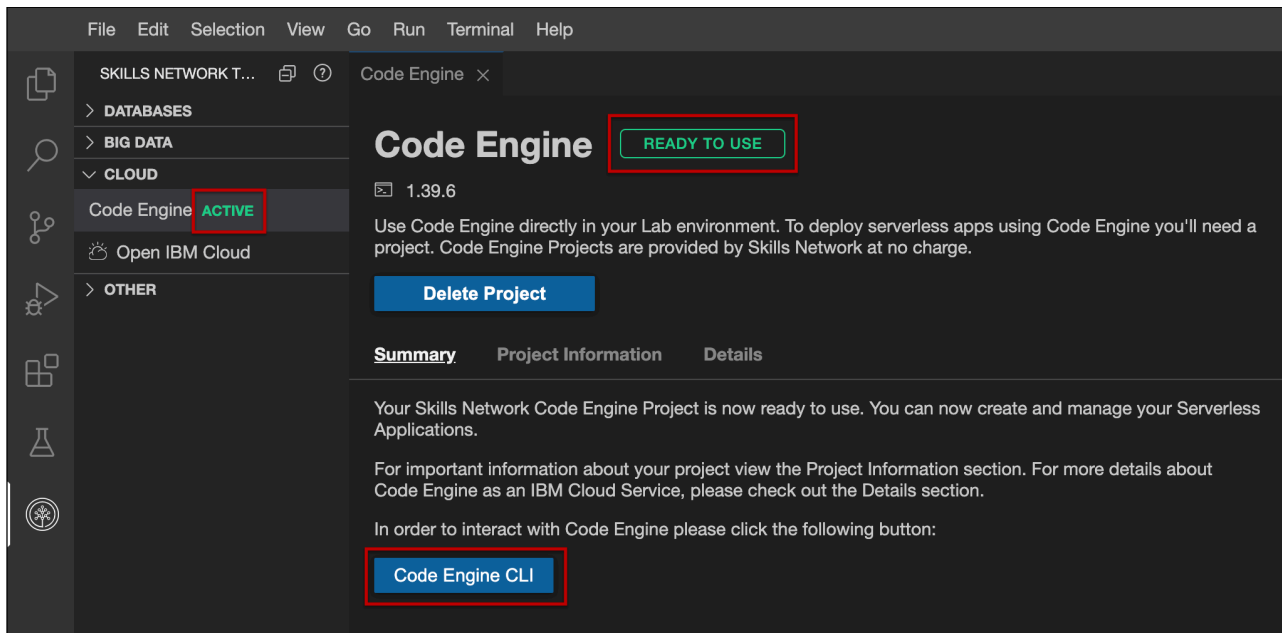 File Edit Selection View Go Run Terminal Help
SKILLS NETWORK T...
DATABASES
BIG DATA
CLOUD
Code Engine ACTIVE
Open IBM Cloud
OTHER
Code Engine
Code Engine READY TO USE
1.39.6
Use Code Engine directly in your Lab environment. To deploy serverless apps using Code Engine you'll need a
project. Code Engine Projects are provided by Skills Network at no charge.
Delete Project
Summary Project Information Details
Your Skills Network Code Engine Project is now ready to use. You can now create and manage your Serverless
Applications.
For important information about your project view the Project Information section. For more details about
Code Engine as an IBM Cloud Service, please check out the Details section.
In order to interact with Code Engine please click the following button:
Code Engine CLI